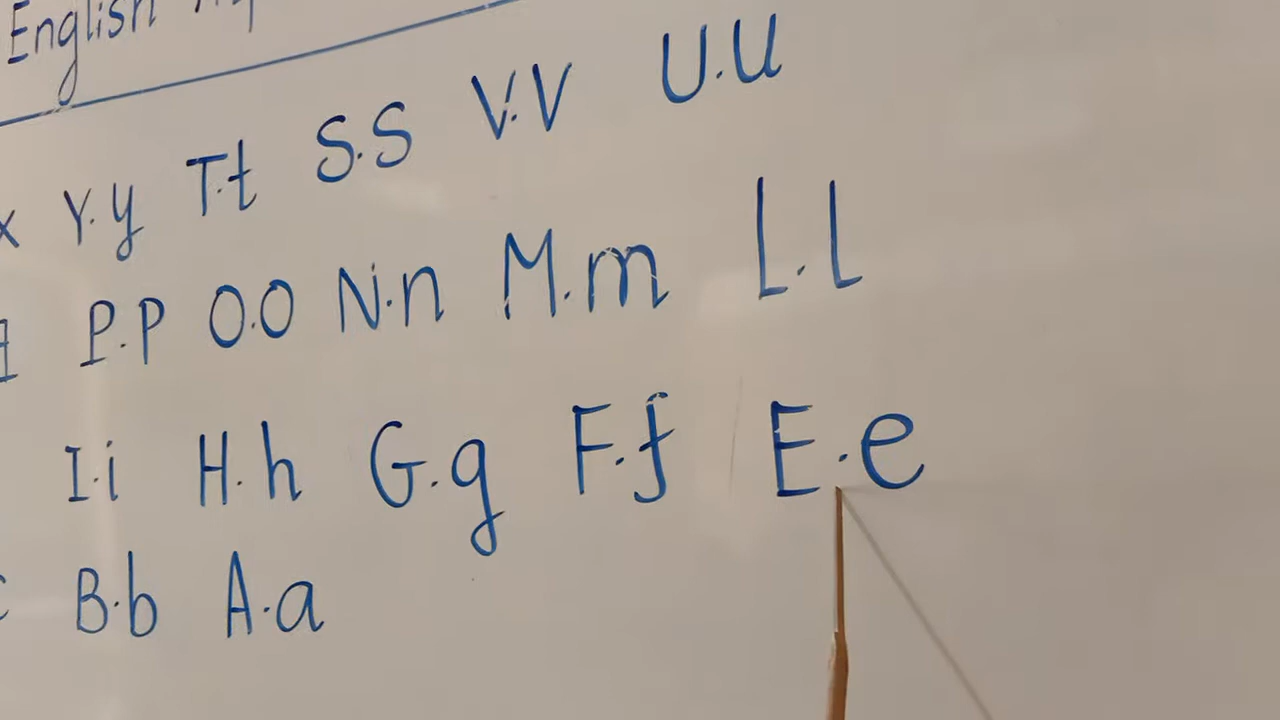 English
Y.y T.t S.S V.V U.U
P.P O.O N.n M.m L.l
I.i H.h G.g F.f E.e
B.b A.a